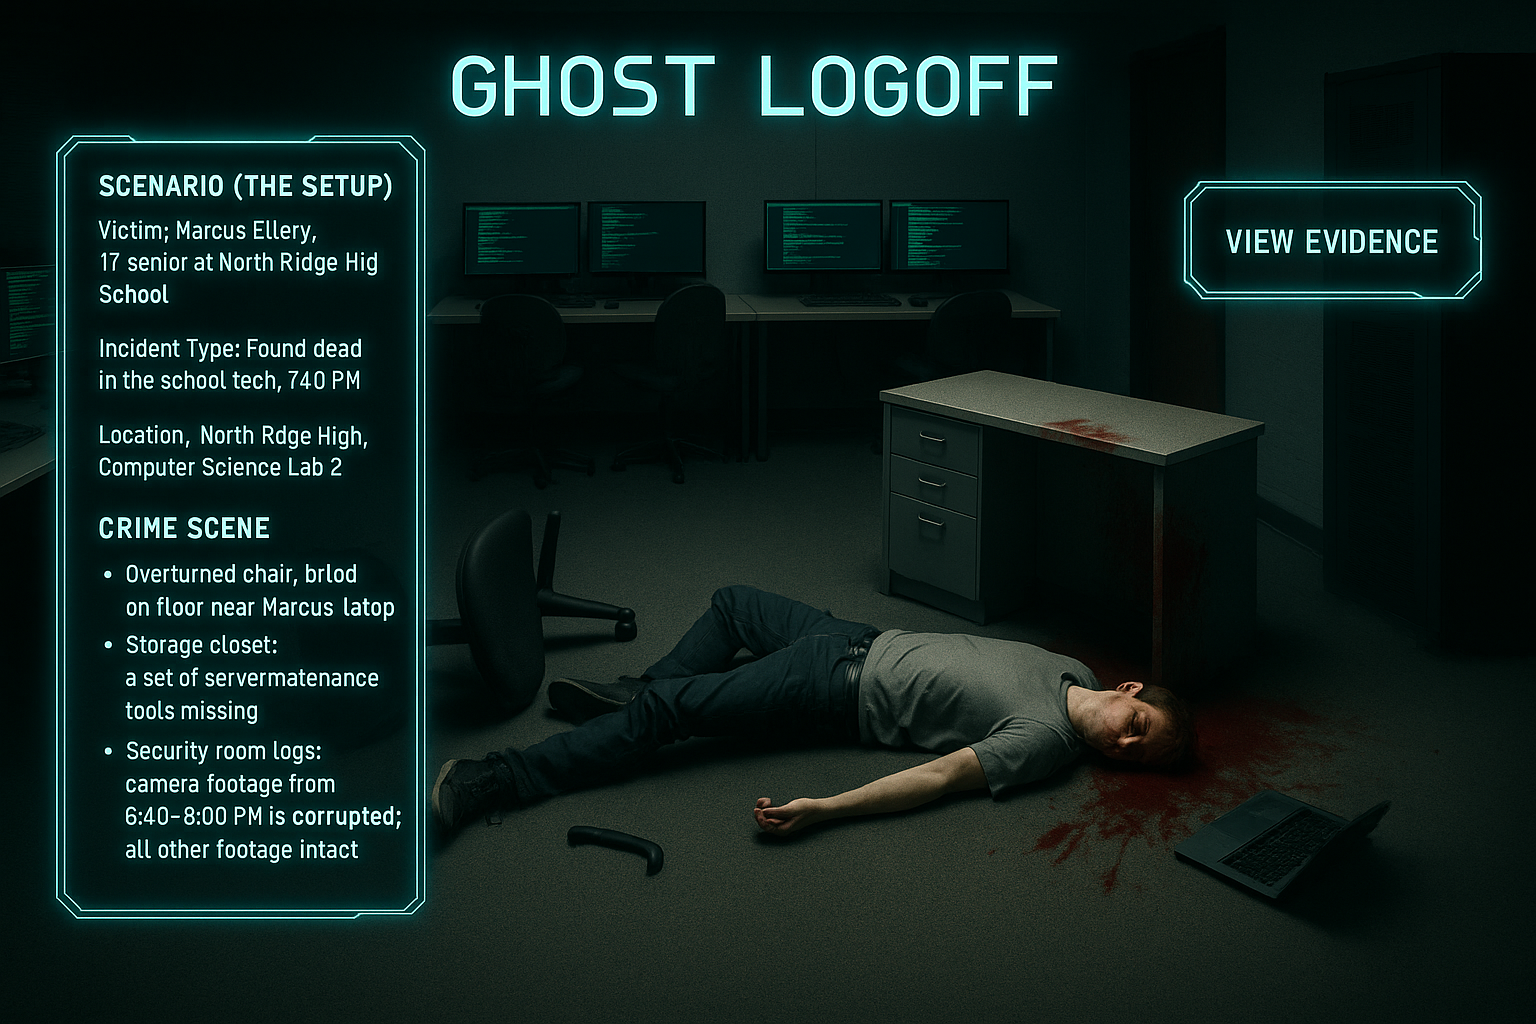 GHOST LOGOFF
SCENARIO (THE SETUP)
Victim; Marcus Ellery,
17 senior at North Ridge Hid
School
Incident Type: Found dead
in the school tech, 740 PM
Location, North Rdge High,
Computer Science Lab 2
CRIME SCENE
• Overturned chair, brlod
on floor near Marcus latop
• Storage closet:
a set of servermatenance
tools missing
• Security room logs:
camera footage from
6:40–8:00 PM is corrupted;
all other footage intact
VIEW EVIDENCE